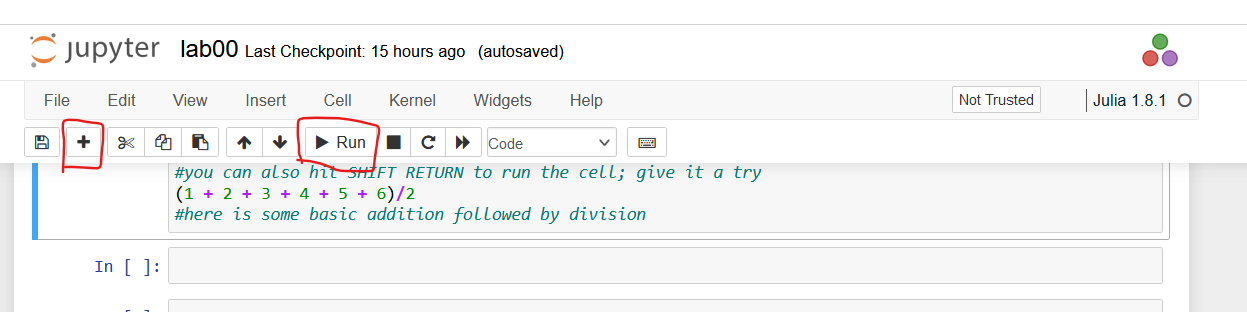 jupyter lab00 Last Checkpoint: 15 hours ago (autosaved)
File Edit View Insert Cell Kernel Widgets Help Not Trusted Julia 1.8.1
Run Code
#you can also hit SHIFT RETURN to run the cell; give it a try
(1 + 2 + 3 + 4 + 5 + 6)/2
#here is some basic addition followed by division
In [ ]: